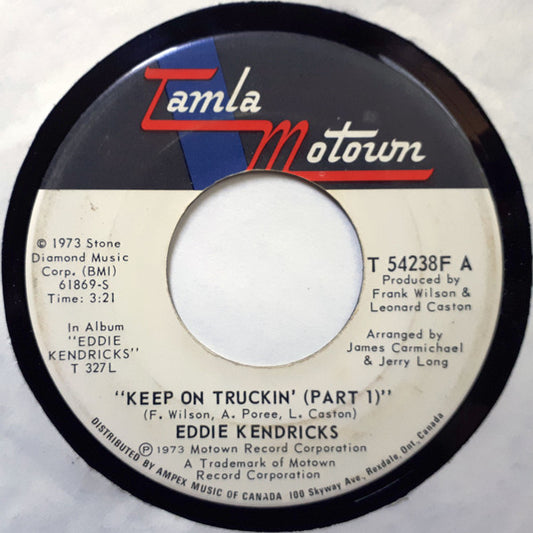 Tamla
Motown
© 1973 Stone
Diamond Music
Corp. (BMI)
61869-S
Time: 3:21
In Album
"EDDIE
KENDRICKS"
T 327L
T 54238F A
Produced by
Frank Wilson &
Leonard Caston
Arranged by
James Carmichael
& Jerry Long
"KEEP ON TRUCKIN' (PART 1)"
(F. Wilson, A. Poree, L. Caston)
EDDIE KENDRICKS
℗ 1973 Motown Record Corporation
A Trademark of Motown
Record Corporation
DISTRIBUTED BY AMPEX MUSIC OF CANADA 100 Skyway Ave, Rexdale, Ont., Canada